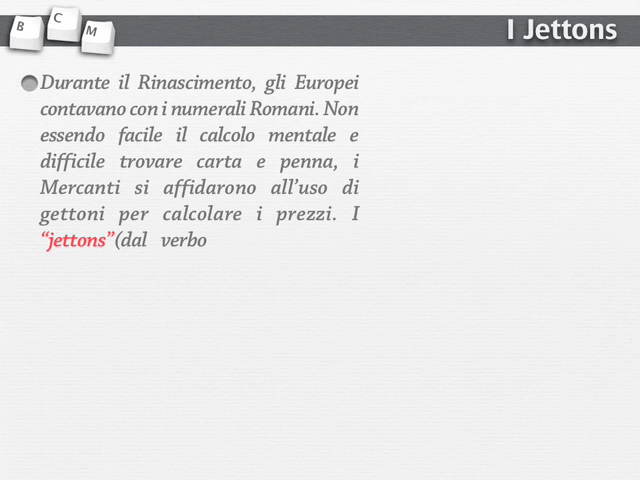 B
C
M
I Jettons
Durante il Rinascimento, gli Europei
contavano con i numerali Romani. Non
essendo facile il calcolo mentale e
difficile trovare carta e penna, i
Mercanti si affidarono all’uso di
gettoni per calcolare i prezzi. I
“jettons”(dal verbo